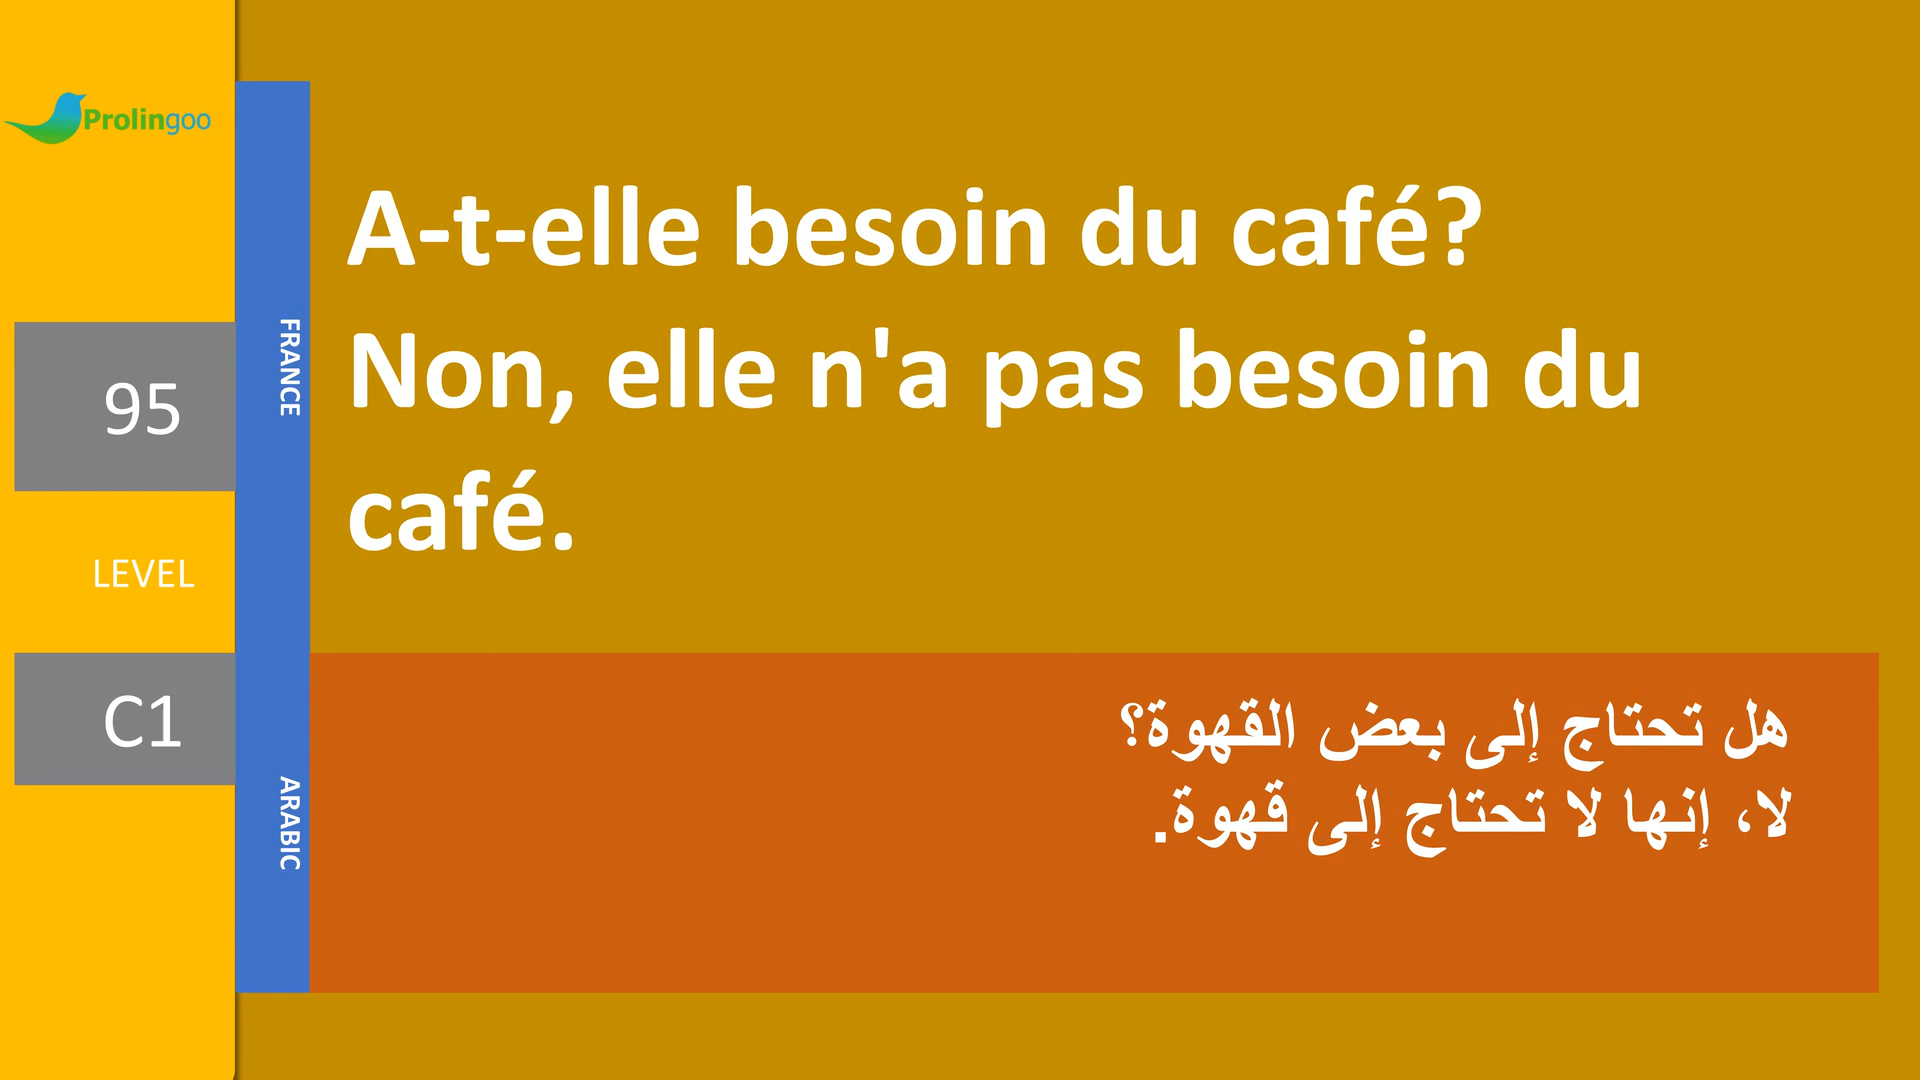 Prolingoo
95
LEVEL
C1
FRANCE
ARABIC
A-t-elle besoin du café?
Non, elle n'a pas besoin du
café.
هل تحتاج إلى بعض القهوة؟
لا، إنها لا تحتاج إلى قهوة.